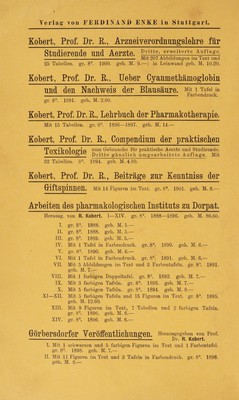 Verlag von FERDINAND ENKE in Stuttgart.
Kobert, Prof. Dr. R., Arzneiverordnungslehre für
Studierende und Aerzte. Dritte, erweiterte Auflage.
Mit 207 Abbildungen im Text und
25 Tabellen. gr. 8°. 1900. geh. M. 9.— in Leinwand geb. M. 10.20.
Kobert, Prof. Dr. R., Ueber Cyanmethämoglobin
und den Nachweis der Blausäure. Mit 1 Tafel in
Farbendruck.
gr. 8°. 1891. geh. M. 2.60.
Kobert, Prof. Dr. R., Lehrbuch der Pharmakotherapie.
Mit 15 Tabellen. gr. 8°. 1896—1897. geh. M. 14.—
Kobert, Prof. Dr. R., Compendium der praktischen
Toxikologie zum Gebrauche für praktische Aerzte und Studierende.
Dritte gänzlich umgearbeitete Auflage. Mit
32 Tabellen. 8°. 1894. geh. M. 4.80.
Kobert, Prof. Dr. R., Beiträge zur Kenntniss der
Giftspinnen. Mit 14 Figuren im Text. gr. 8°. 1901. geh. M. 6.—
Arbeiten des pharmakologischen Instituts zu Dorpat.
Herausg. von R. Kobert. I—XIV. gr. 8°. 1888—1896. geh. M. 86.60.
I. gr. 8°. 1888. geh. M. 5.—
II. gr. 8°. 1888. geh. M. 3.—
III. gr. 8°. 1889. geh. M. 5.—
IV. Mit 1 Tafel in Farbendruck. gr. 8°. 1890. geh. M. 6.—
V. gr. 8°. 1890. geh. M. 6.—
VI. Mit 1 Tafel in Farbendruck. gr. 8°. 1891. geh. M. 6.—
VII. Mit 5 Abbildungen im Text und 3 Farbentafeln. gr. 8°. 1891.
geh. M. 7.—
VIII. Mit 1 farbigen Doppeltafel. gr. 8°. 1892. geh. M. 7.—
IX. Mit 3 farbigen Tafeln. gr. 8°. 1893. geh. M. 7.—
X. Mit 5 farbigen Tafeln. gr. 8°. 1894. geh. M. 8.—
XI—XII. Mit 5 farbigen Tafeln und 15 Figuren im Text. gr. 8°. 1895.
geh. M. 12.60.
XIII. Mit 9 Figuren im Text, 7 Tabellen und 2 farbigen Tafeln.
gr. 8°. 1896. geh. M. 6.—
XIV. gr. 8°. 1896. geh. M. 6.—
Görbersdorfer Veröffentlichungen. Herausgegeben von Prof.
Dr. R. Kobert.
I. Mit 1 schwarzen und 5 farbigen Figuren im Text und 1 Farbentafel.
gr. 8°. 1898. geh. M. 7.—
II. Mit 11 Figuren im Text und 3 Tafeln in Farbendruck. gr. 8°. 1898.
geh. M. 9.—